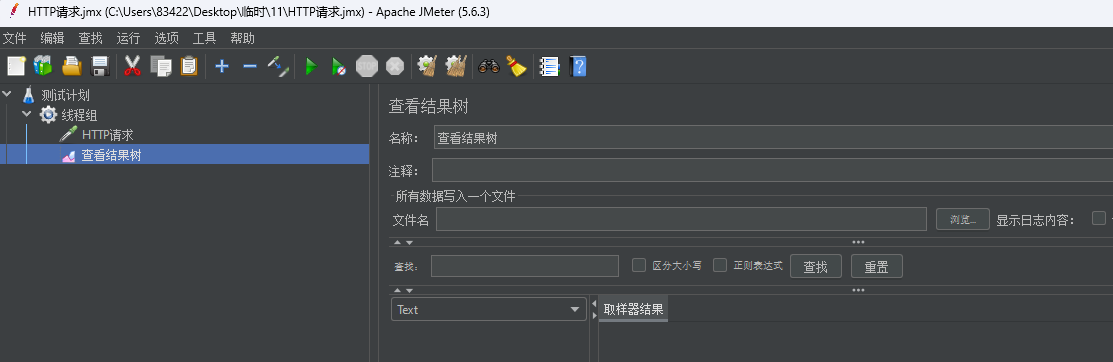 HTTP请求.jmx (C:\Users\83422\Desktop\临时\11\HTTP请求.jmx) - Apache JMeter (5.6.3)
文件 编辑 查找 运行 选项 工具 帮助
STOP
测试计划
线程组
HTTP请求
查看结果树
查看结果树
名称： 查看结果树
注释：
所有数据写入一个文件
文件名 浏览... 显示日志内容：
查找： 区分大小写 正则表达式 查找 重置
Text 取样器结果